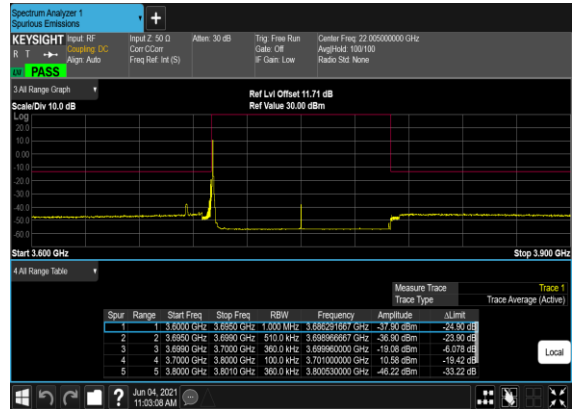 Spectrum Analyzer 1
Spurious Emissions
KEYSIGHT Input: RF Input Z: 50 Ω Atten: 30 dB Trig: Free Run Center Freq: 22.005000000 GHz
R T Coupling: DC Corr CCorr Gate: Off Avg|Hold: 100/100
Align: Auto Freq Ref: Int (S) IF Gain: Low Radio Std: None
PASS
3 All Range Graph
Ref Lvl Offset 11.71 dB
Scale/Div 10.0 dB Ref Value 30.00 dBm
Log
20.0
10.0
0.00
-10.0
-20.0
-30.0
-40.0
-50.0
-60.0
Start 3.600 GHz Stop 3.900 GHz
4 All Range Table
Measure Trace Trace 1
Trace Type Trace Average (Active)
Spur Range Start Freq Stop Freq RBW Frequency Amplitude ΔLimit
1 1 3.6000 GHz 3.6950 GHz 1.000 MHz 3.686291667 GHz -37.90 dBm -24.90 dB
2 2 3.6950 GHz 3.6990 GHz 510.0 kHz 3.698966667 GHz -36.90 dBm -23.90 dB
3 3 3.6990 GHz 3.7000 GHz 360.0 kHz 3.699960000 GHz -19.08 dBm -6.078 dB
4 4 3.7000 GHz 3.8000 GHz 100.0 kHz 3.701000000 GHz 10.58 dBm -19.42 dB
5 5 3.8000 GHz 3.8010 GHz 360.0 kHz 3.800530000 GHz -46.22 dBm -33.22 dB
Local
Jun 04, 2021
11:03:08 AM